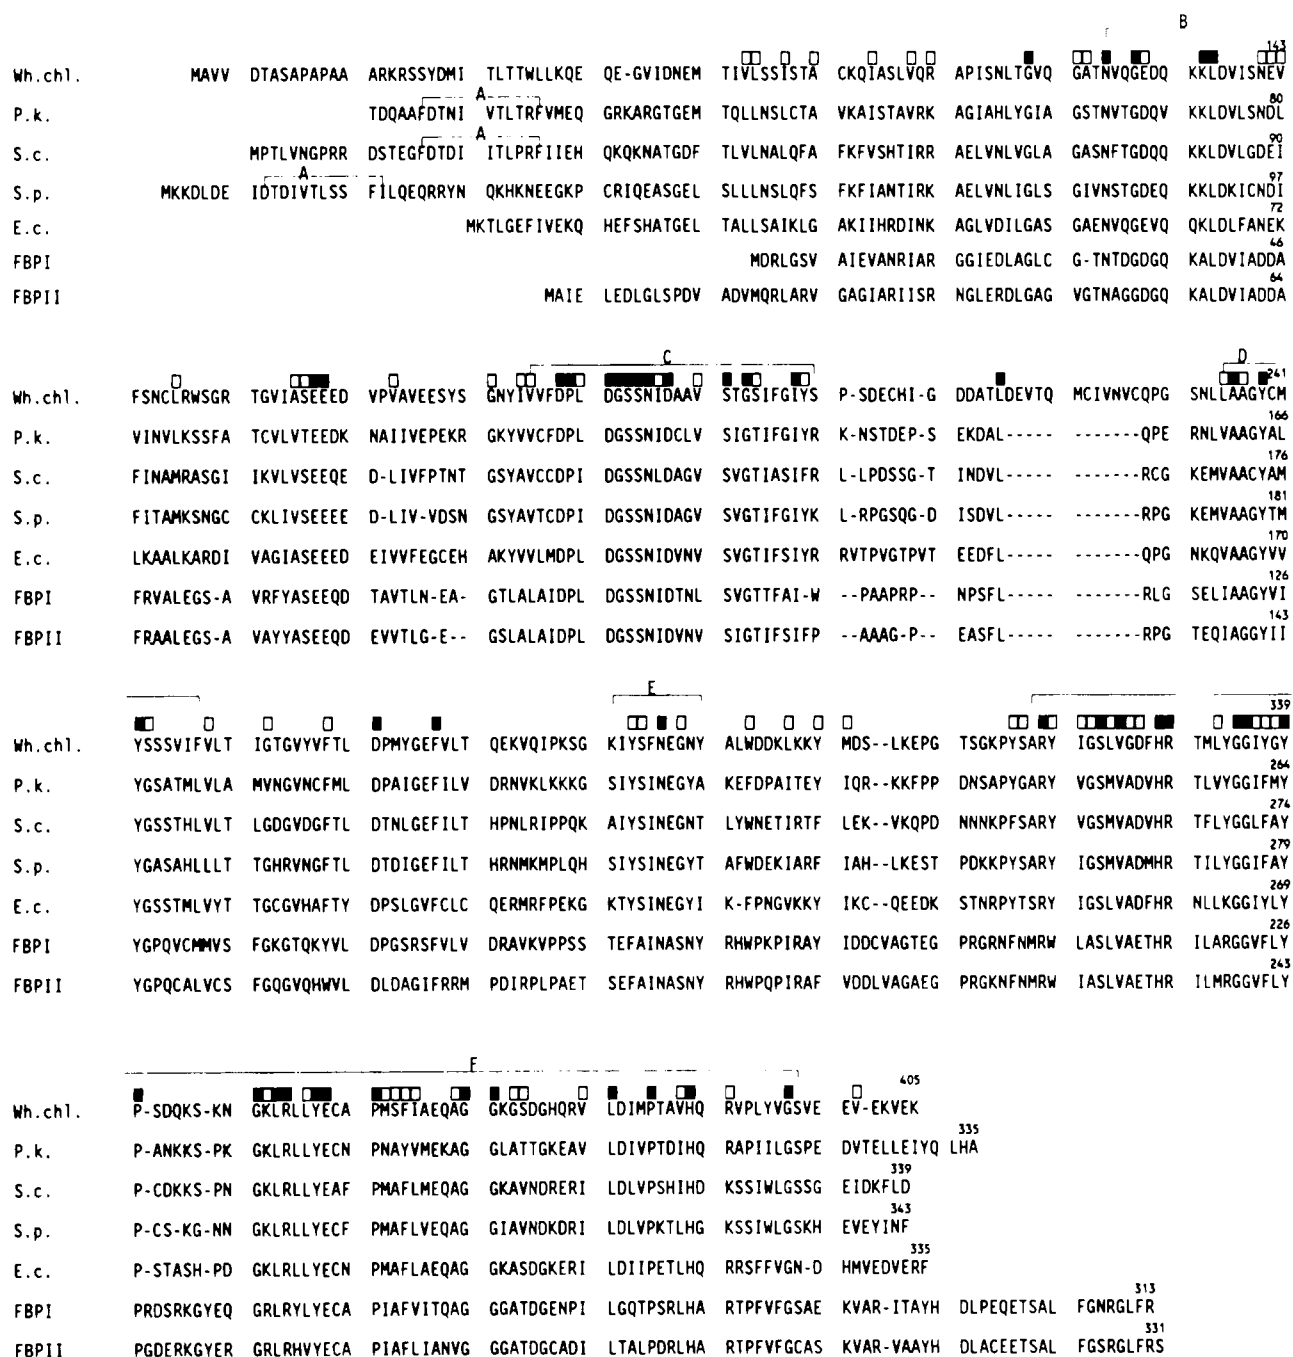 B
143
Wh.chl. MAVV DTASAPAPAA ARKRSSYDMI TLTTWLLKQE QE-GVIDNEM TIVLSSISTA CKQIASLVQR APISNLTGVQ GATNVQGEDQ KKLDVISNEV
A 80
P.k. TDQAAFDTNI VTLTRFVMEQ GRKARGTGEM TQLLNSLCTA VKAISTAVRK AGIAHLYGIA GSTNVTGDQV KKLDVLSNDL
A 90
S.c. MPTLVNGPRR DSTEGFDTDI ITLPRFIIEH QKQKNATGDF TLVLNALQFA FKFVSHTIRR AELVNLVGLA GASNFTGDQQ KKLDVLGDEI
A 97
S.p. MKKDLDE IDTDIVTLSS FILQEQRRYN QKHKNEEGKP CRIQEASGEL SLLLNSLQFS FKFIANTIRK AELVNLIGLS GIVNSTGDEQ KKLDKICNDI
72
E.c. MKTLGEFIVEKQ HEFSHATGEL TALLSAIKLG AKIIHRDINK AGLVDILGAS GAENVQGEVQ QKLDLFANEK
46
FBPI MDRLGSV AIEVANRIAR GGIEDLAGLC G-TNTDGDGQ KALDVIADDA
64
FBPII MAIE LEDLGLSPDV ADVMQRLARV GAGIARIISR NGLERDLGAG VGTNAGGDGQ KALDVIADDA
C D
241
Wh.chl. FSNCLRWSGR TGVIASEEED VPVAVEESYS GNYIVVFDPL DGSSNIDAAV STGSIFGIYS P-SDECHI-G DDATLDEVTQ MCIVNVCQPG SNLLAAGYCM
166
P.k. VINVLKSSFA TCVLVTEEDK NAIIVEPEKR GKYVVCFDPL DGSSNIDCLV SIGTIFGIYR K-NSTDEP-S EKDAL----- -------QPE RNLVAAGYAL
176
S.c. FINAMRASGI IKVLVSEEQE D-LIVFPTNT GSYAVCCDPI DGSSNLDAGV SVGTIASIFR L-LPDSSG-T INDVL----- -------RCG KEMVAACYAM
181
S.p. FITAMKSNGC CKLIVSEEEE D-LIV-VDSN GSYAVTCDPI DGSSNIDAGV SVGTIFGIYK L-RPGSQG-D ISDVL----- -------RPG KEMVAAGYTM
170
E.c. LKAALKARDI VAGIASEEED EIVVFEGCEH AKYVVLMDPL DGSSNIDVNV SVGTIFSIYR RVTPVGTPVT EEDFL----- -------QPG NKQVAAGYVV
126
FBPI FRVALEGS-A VRFYASEEQD TAVTLN-EA- GTLALAIDPL DGSSNIDTNL SVGTTFAI-W --PAAPRP-- NPSFL----- -------RLG SELIAAGYVI
143
FBPII FRAALEGS-A VAYYASEEQD EVVTLG-E-- GSLALAIDPL DGSSNIDVNV SIGTIFSIFP --AAAG-P-- EASFL----- -------RPG TEQIAGGYII
E
339
Wh.chl. YSSSVIFVLT IGTGVYVFTL DPMYGEFVLT QEKVQIPKSG KIYSFNEGNY ALWDDKLKKY MDS--LKEPG TSGKPYSARY IGSLVGDFHR TMLYGGIYGY
264
P.k. YGSATMLVLA MVNGVNCFML DPAIGEFILV DRNVKLKKKG SIYSINEGYA KEFDPAITEY IQR--KKFPP DNSAPYGARY VGSMVADVHR TLVYGGIFMY
274
S.c. YGSSTHLVLT LGDGVDGFTL DTNLGEFILT HPNLRIPPQK AIYSINEGNT LYWNETIRTF LEK--VKQPD NNNKPFSARY VGSMVADVHR TFLYGGLFAY
279
S.p. YGASAHLLLT TGHRVNGFTL DTDIGEFILT HRNMKMPLQH SIYSINEGYT AFWDEKIARF IAH--LKEST PDKKPYSARY IGSMVADMHR TILYGGIFAY
269
E.c. YGSSTMLVYT TGCGVHAFTY DPSLGVFCLC QERMRFPEKG KTYSINEGYI K-FPNGVKKY IKC--QEEDK STNRPYTSRY IGSLVADFHR NLLKGGIYLY
226
FBPI YGPQVCMMVS FGKGTQKYVL DPGSRSFVLV DRAVKVPPSS TEFAINASNY RHWPKPIRAY IDDCVAGTEG PRGRNFNMRW LASLVAETHR ILARGGVFLY
243
FBPII YGPQCALVCS FGQGVQHWVL DLDAGIFRRM PDIRPLPAET SEFAINASNY RHWPQPIRAF VDDLVAGAEG PRGKNFNMRW IASLVAETHR ILMRGGVFLY
F
405
Wh.chl. P-SDQKS-KN GKLRLLYECA PMSFIAEQAG GKGSDGHQRV LDIMPTAVHQ RVPLYVGSVE EV-EKVEK
335
P.k. P-ANKKS-PK GKLRLLYECN PNAYVMEKAG GLATTGKEAV LDIVPTDIHQ RAPIILGSPE DVTELLEIYQ LHA
339
S.c. P-CDKKS-PN GKLRLLYEAF PMAFLMEQAG GKAVNDRERI LDLVPSHIHD KSSIWLGSSG EIDKFLD
343
S.p. P-CS-KG-NN GKLRLLYECF PMAFLVEQAG GIAVNDKDRI LDLVPKTLHG KSSIWLGSKH EVEYINF
335
E.c. P-STASH-PD GKLRLLYECN PMAFLAEQAG GKASDGKERI LDIIPETLHQ RRSFFVGN-D HMVEDVERF
313
FBPI PRDSRKGYEQ GRLRYLYECA PIAFVITQAG GGATDGENPI LGQTPSRLHA RTPFVFGSAE KVAR-ITAYH DLPEQETSAL FGNRGLFR
331
FBPII PGDERKGYER GRLRHVYECA PIAFLIANVG GGATDGCADI LTALPDRLHA RTPFVFGCAS KVAR-VAAYH DLACEETSAL FGSRGLFRS